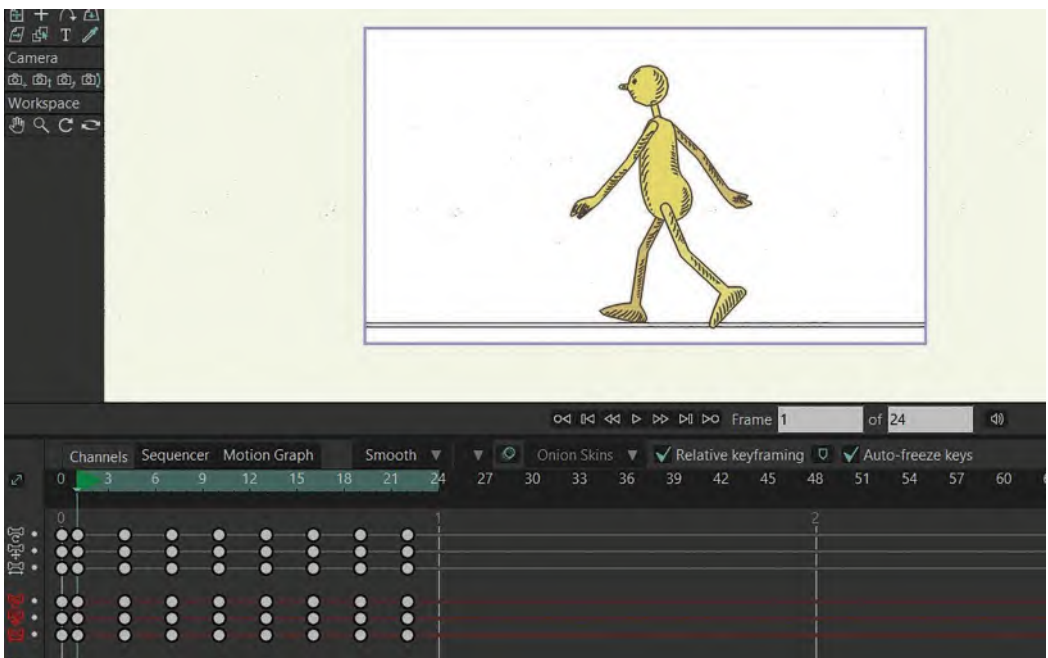 T
Camera
Workspace
Frame 1 of 24
Channels Sequencer Motion Graph Smooth Onion Skins Relative keyframing Auto-freeze keys
0 3 6 9 12 15 18 21 24 27 30 33 36 39 42 45 48 51 54 57 60
0 1 2